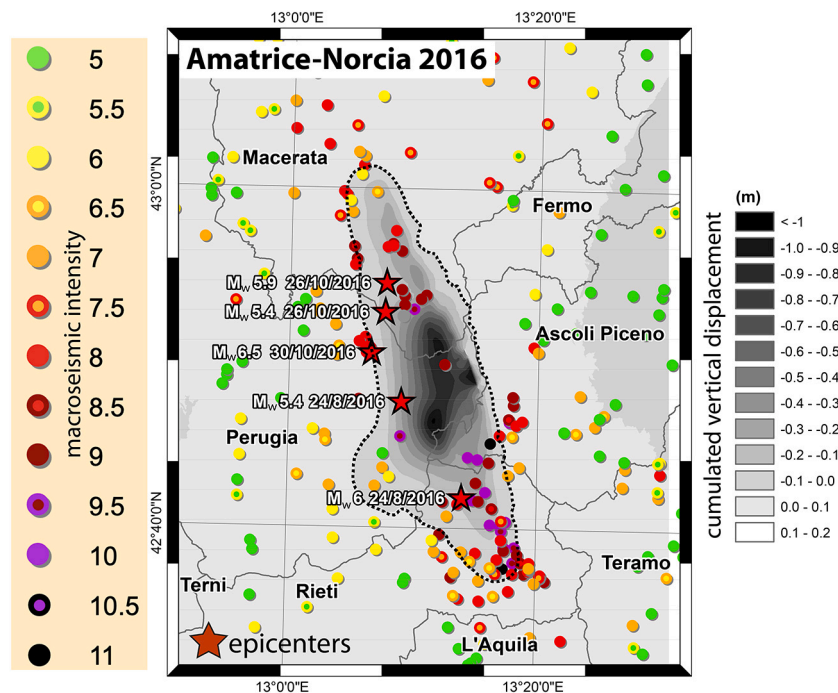 13°0'0"E
13°20'0"E
Amatrice-Norcia 2016
5
5.5
6
6.5
7
7.5
8
8.5
9
9.5
10
10.5
11
macroseismic intensity
43°0'0"N
42°40'0"N
Macerata
Fermo
Mw 5.9 26/10/2016
Mw 5.4 26/10/2016
Ascoli Piceno
Mw 6.5 30/10/2016
Mw 5.4 24/8/2016
Perugia
Mw 6 24/8/2016
Teramo
Terni
Rieti
epicenters
L'Aquila
13°0'0"E
13°20'0"E
(m)
cumulated vertical displacement
< -1
-1.0 - -0.9
-0.9 - -0.8
-0.8 - -0.7
-0.7 - -0.6
-0.6 - -0.5
-0.5 - -0.4
-0.4 - -0.3
-0.3 - -0.2
-0.2 - -0.1
-0.1 - 0.0
0.0 - 0.1
0.1 - 0.2